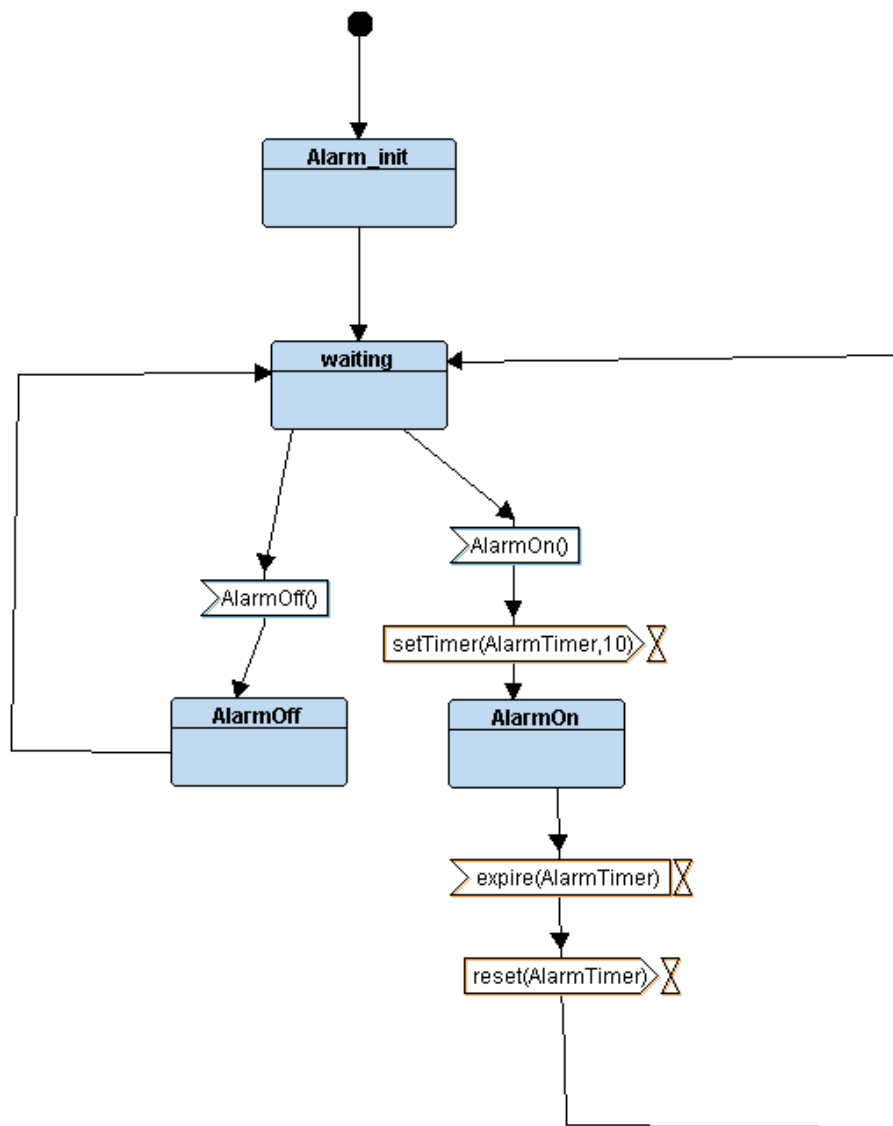 Alarm_init
waiting
AlarmOn()
AlarmOff()
setTimer(AlarmTimer,10)
AlarmOff
AlarmOn
expire(AlarmTimer)
reset(AlarmTimer)